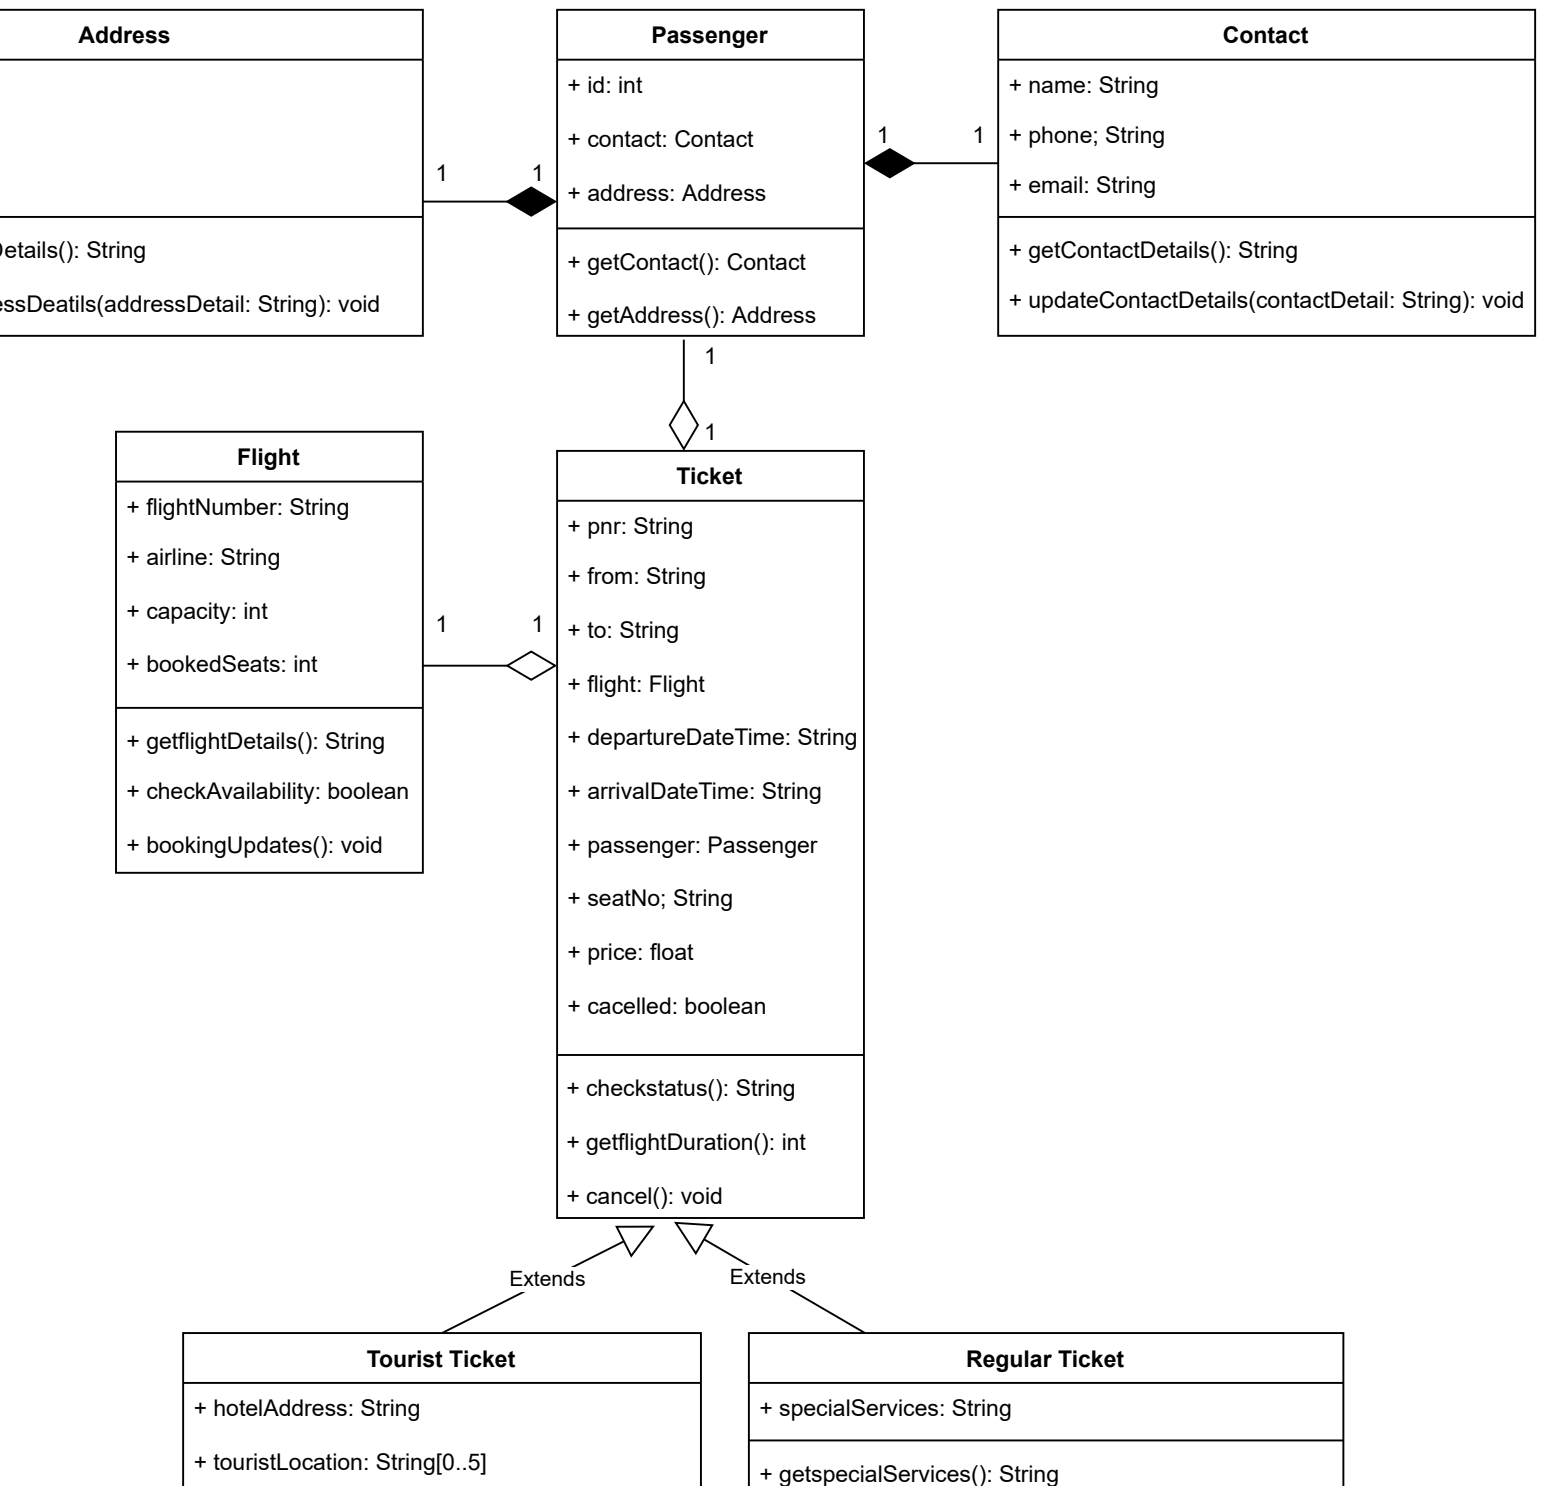 Address
Details(): String
essDeatils(addressDetail: String): void
1
1
Passenger
+ id: int
+ contact: Contact
+ address: Address
+ getContact(): Contact
+ getAddress(): Address
1
1
Contact
+ name: String
+ phone; String
+ email: String
+ getContactDetails(): String
+ updateContactDetails(contactDetail: String): void
1
1
Flight
+ flightNumber: String
+ airline: String
+ capacity: int
+ bookedSeats: int
+ getflightDetails(): String
+ checkAvailability: boolean
+ bookingUpdates(): void
1
1
Ticket
+ pnr: String
+ from: String
+ to: String
+ flight: Flight
+ departureDateTime: String
+ arrivalDateTime: String
+ passenger: Passenger
+ seatNo; String
+ price: float
+ cacelled: boolean
+ checkstatus(): String
+ getflightDuration(): int
+ cancel(): void
Extends
Extends
Tourist Ticket
+ hotelAddress: String
+ touristLocation: String[0..5]
Regular Ticket
+ specialServices: String
+ getspecialServices(): String